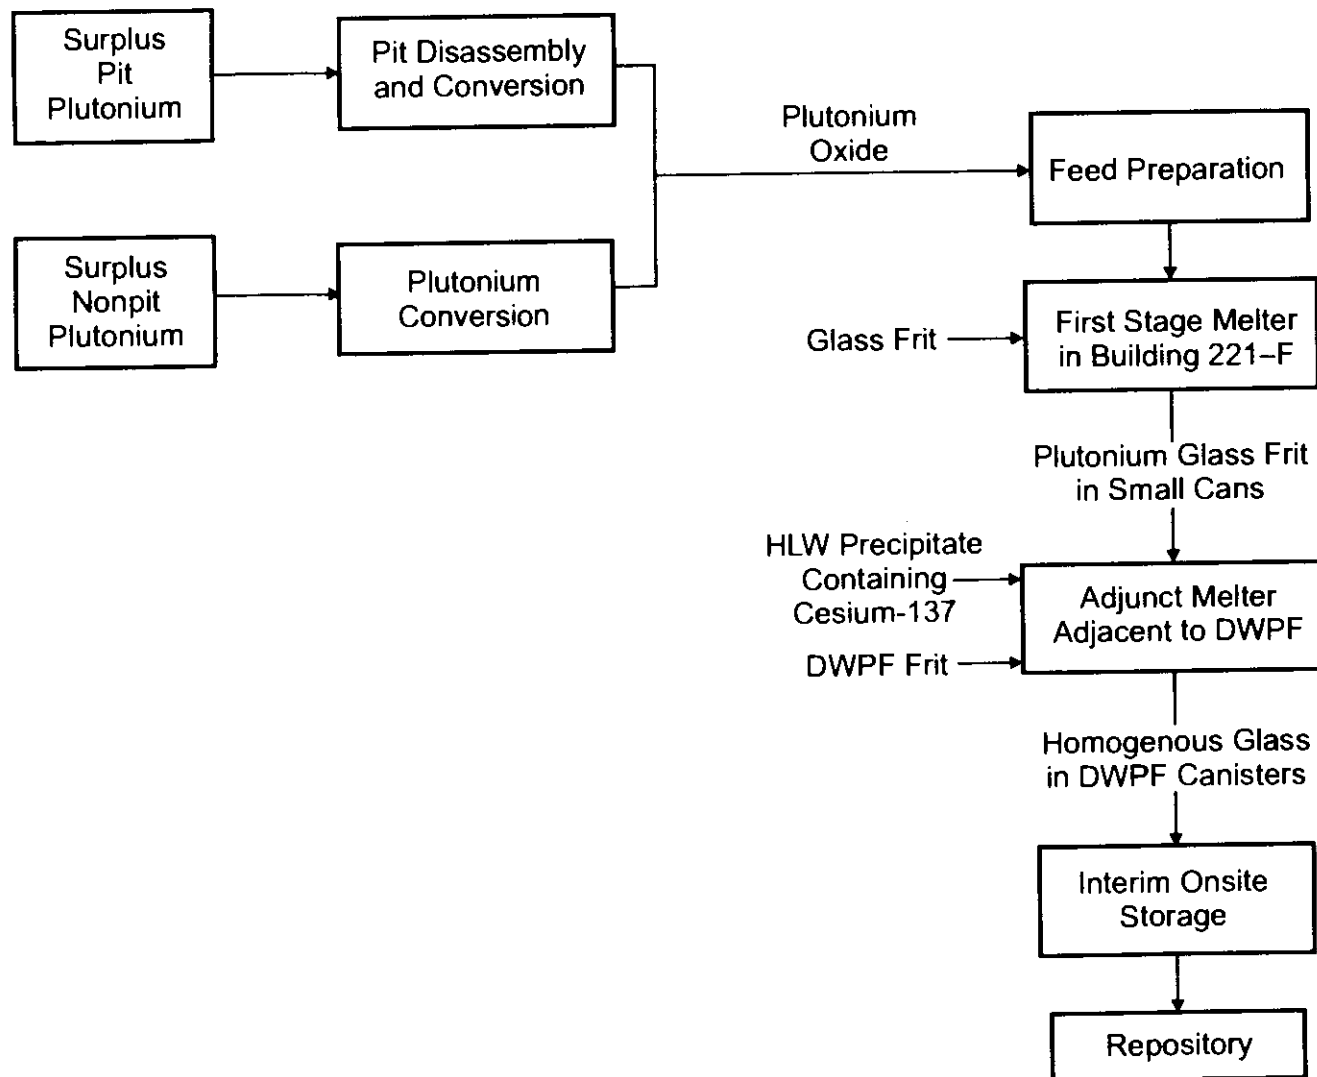 Surplus
Pit
Plutonium
Pit Disassembly
and Conversion
Plutonium
Oxide
Feed Preparation
Surplus
Nonpit
Plutonium
Plutonium
Conversion
Glass Frit
First Stage Melter
in Building 221–F
Plutonium Glass Frit
in Small Cans
HLW Precipitate
Containing
Cesium-137
DWPF Frit
Adjunct Melter
Adjacent to DWPF
Homogenous Glass
in DWPF Canisters
Interim Onsite
Storage
Repository